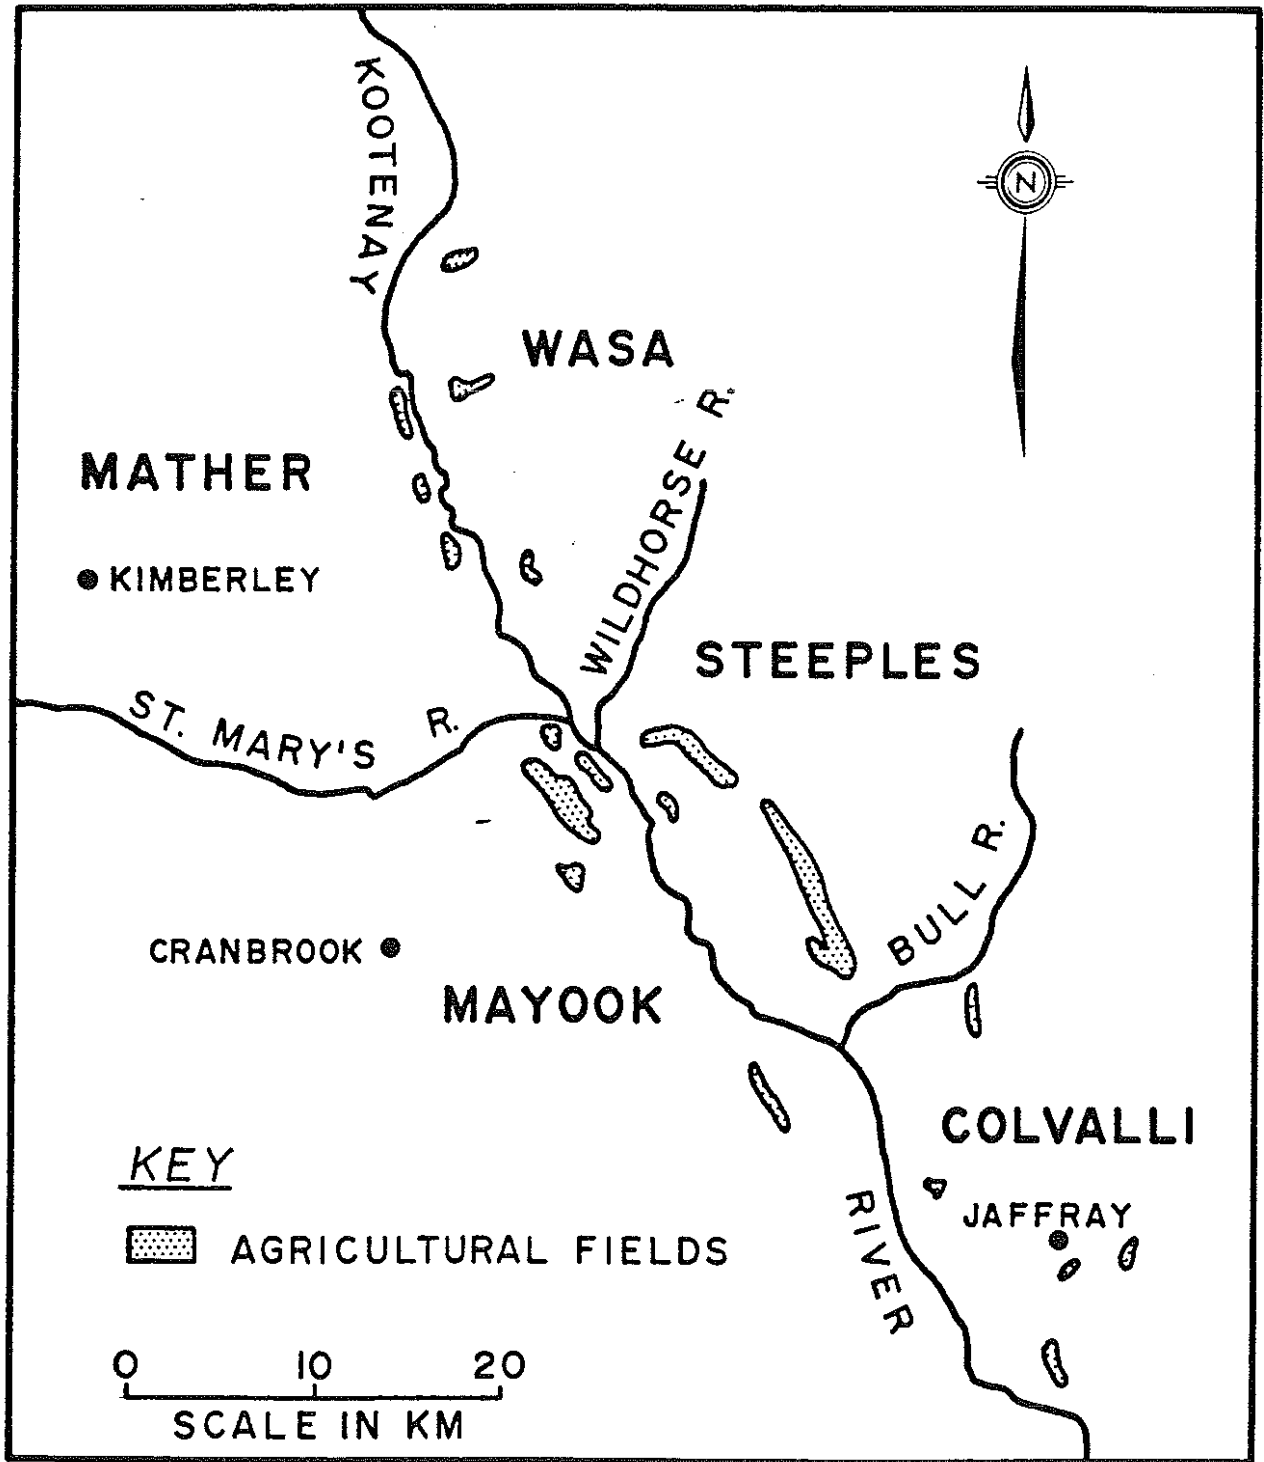 KOOTENAY
N
WASA
WILDHORSE R.
MATHER
KIMBERLEY
STEEPLES
ST. MARY'S R.
BULL R.
CRANBROOK
MAYOOK
COLVALLI
KEY
JAFFRAY
AGRICULTURAL FIELDS
RIVER
0 10 20
SCALE IN KM